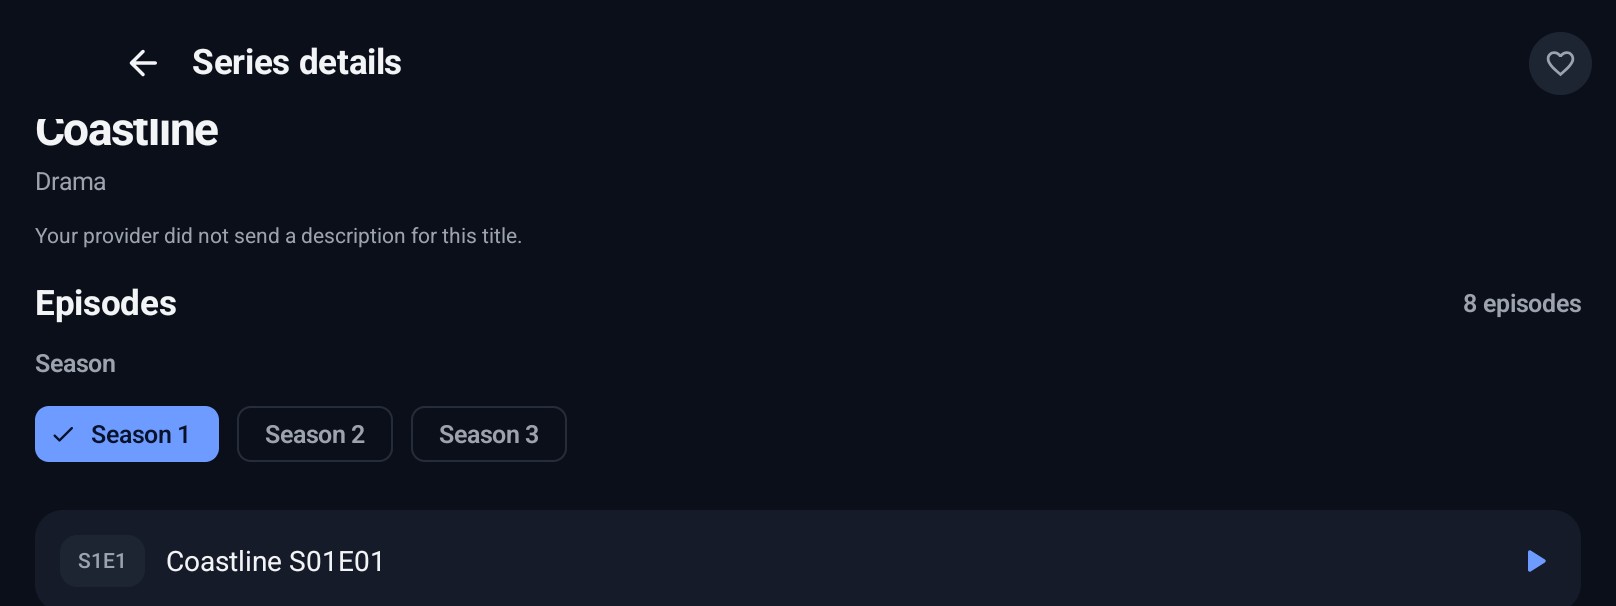 Series details
Coastline
Drama
Your provider did not send a description for this title.
Episodes
8 episodes
Season
Season 1
Season 2
Season 3
S1E1
Coastline S01E01